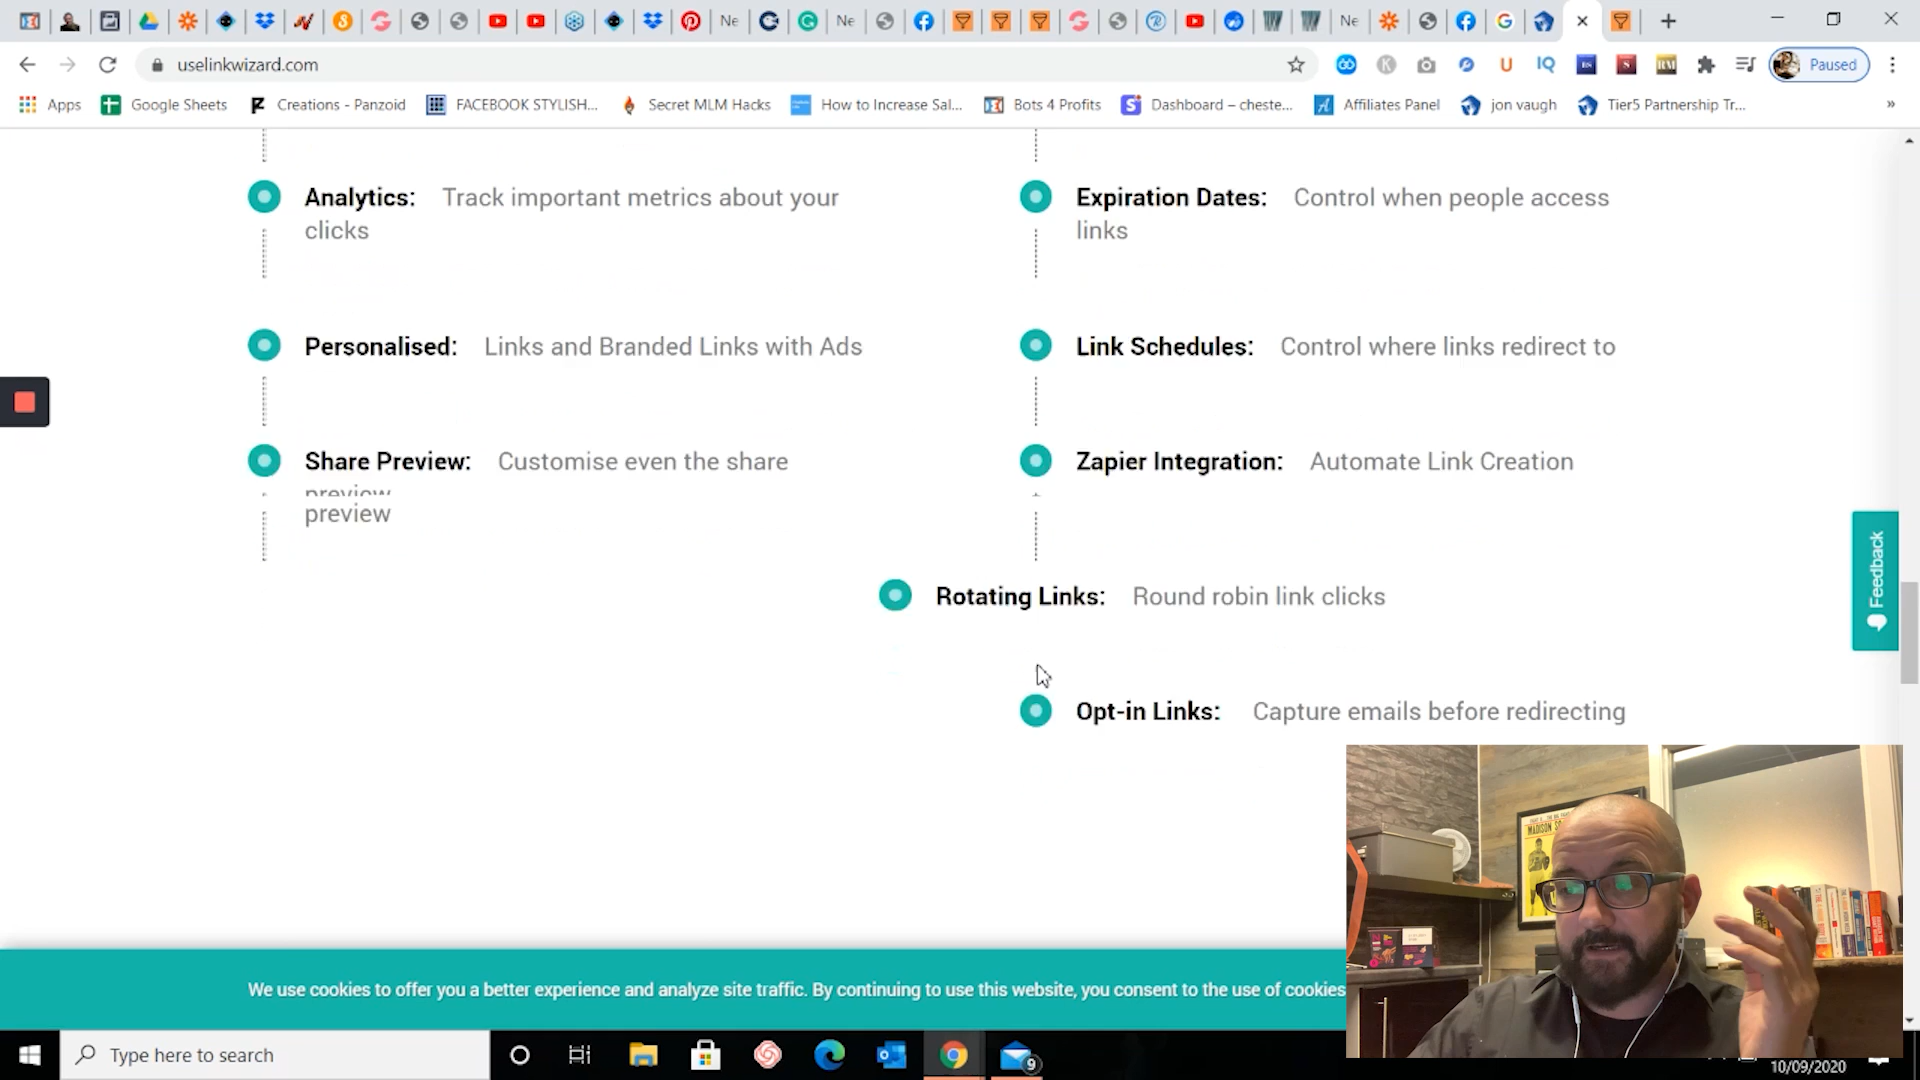 Ne
Ne
Ne
uselinkwizard.com
Paused
Apps
Google Sheets
Creations - Panzoid
FACEBOOK STYLISH...
Secret MLM Hacks
How to Increase Sal...
Bots 4 Profits
Dashboard – cheste...
Affiliates Panel
jon vaugh
Tier5 Partnership Tr...
»
Analytics: Track important metrics about your
clicks
Expiration Dates: Control when people access
links
Personalised: Links and Branded Links with Ads
Link Schedules: Control where links redirect to
Share Preview: Customise even the share
preview
preview
Zapier Integration: Automate Link Creation
Rotating Links: Round robin link clicks
Feedback
Opt-in Links: Capture emails before redirecting
MADISON
We use cookies to offer you a better experience and analyze site traffic. By continuing to use this website, you consent to the use of cookies
Type here to search
9
10/09/2020